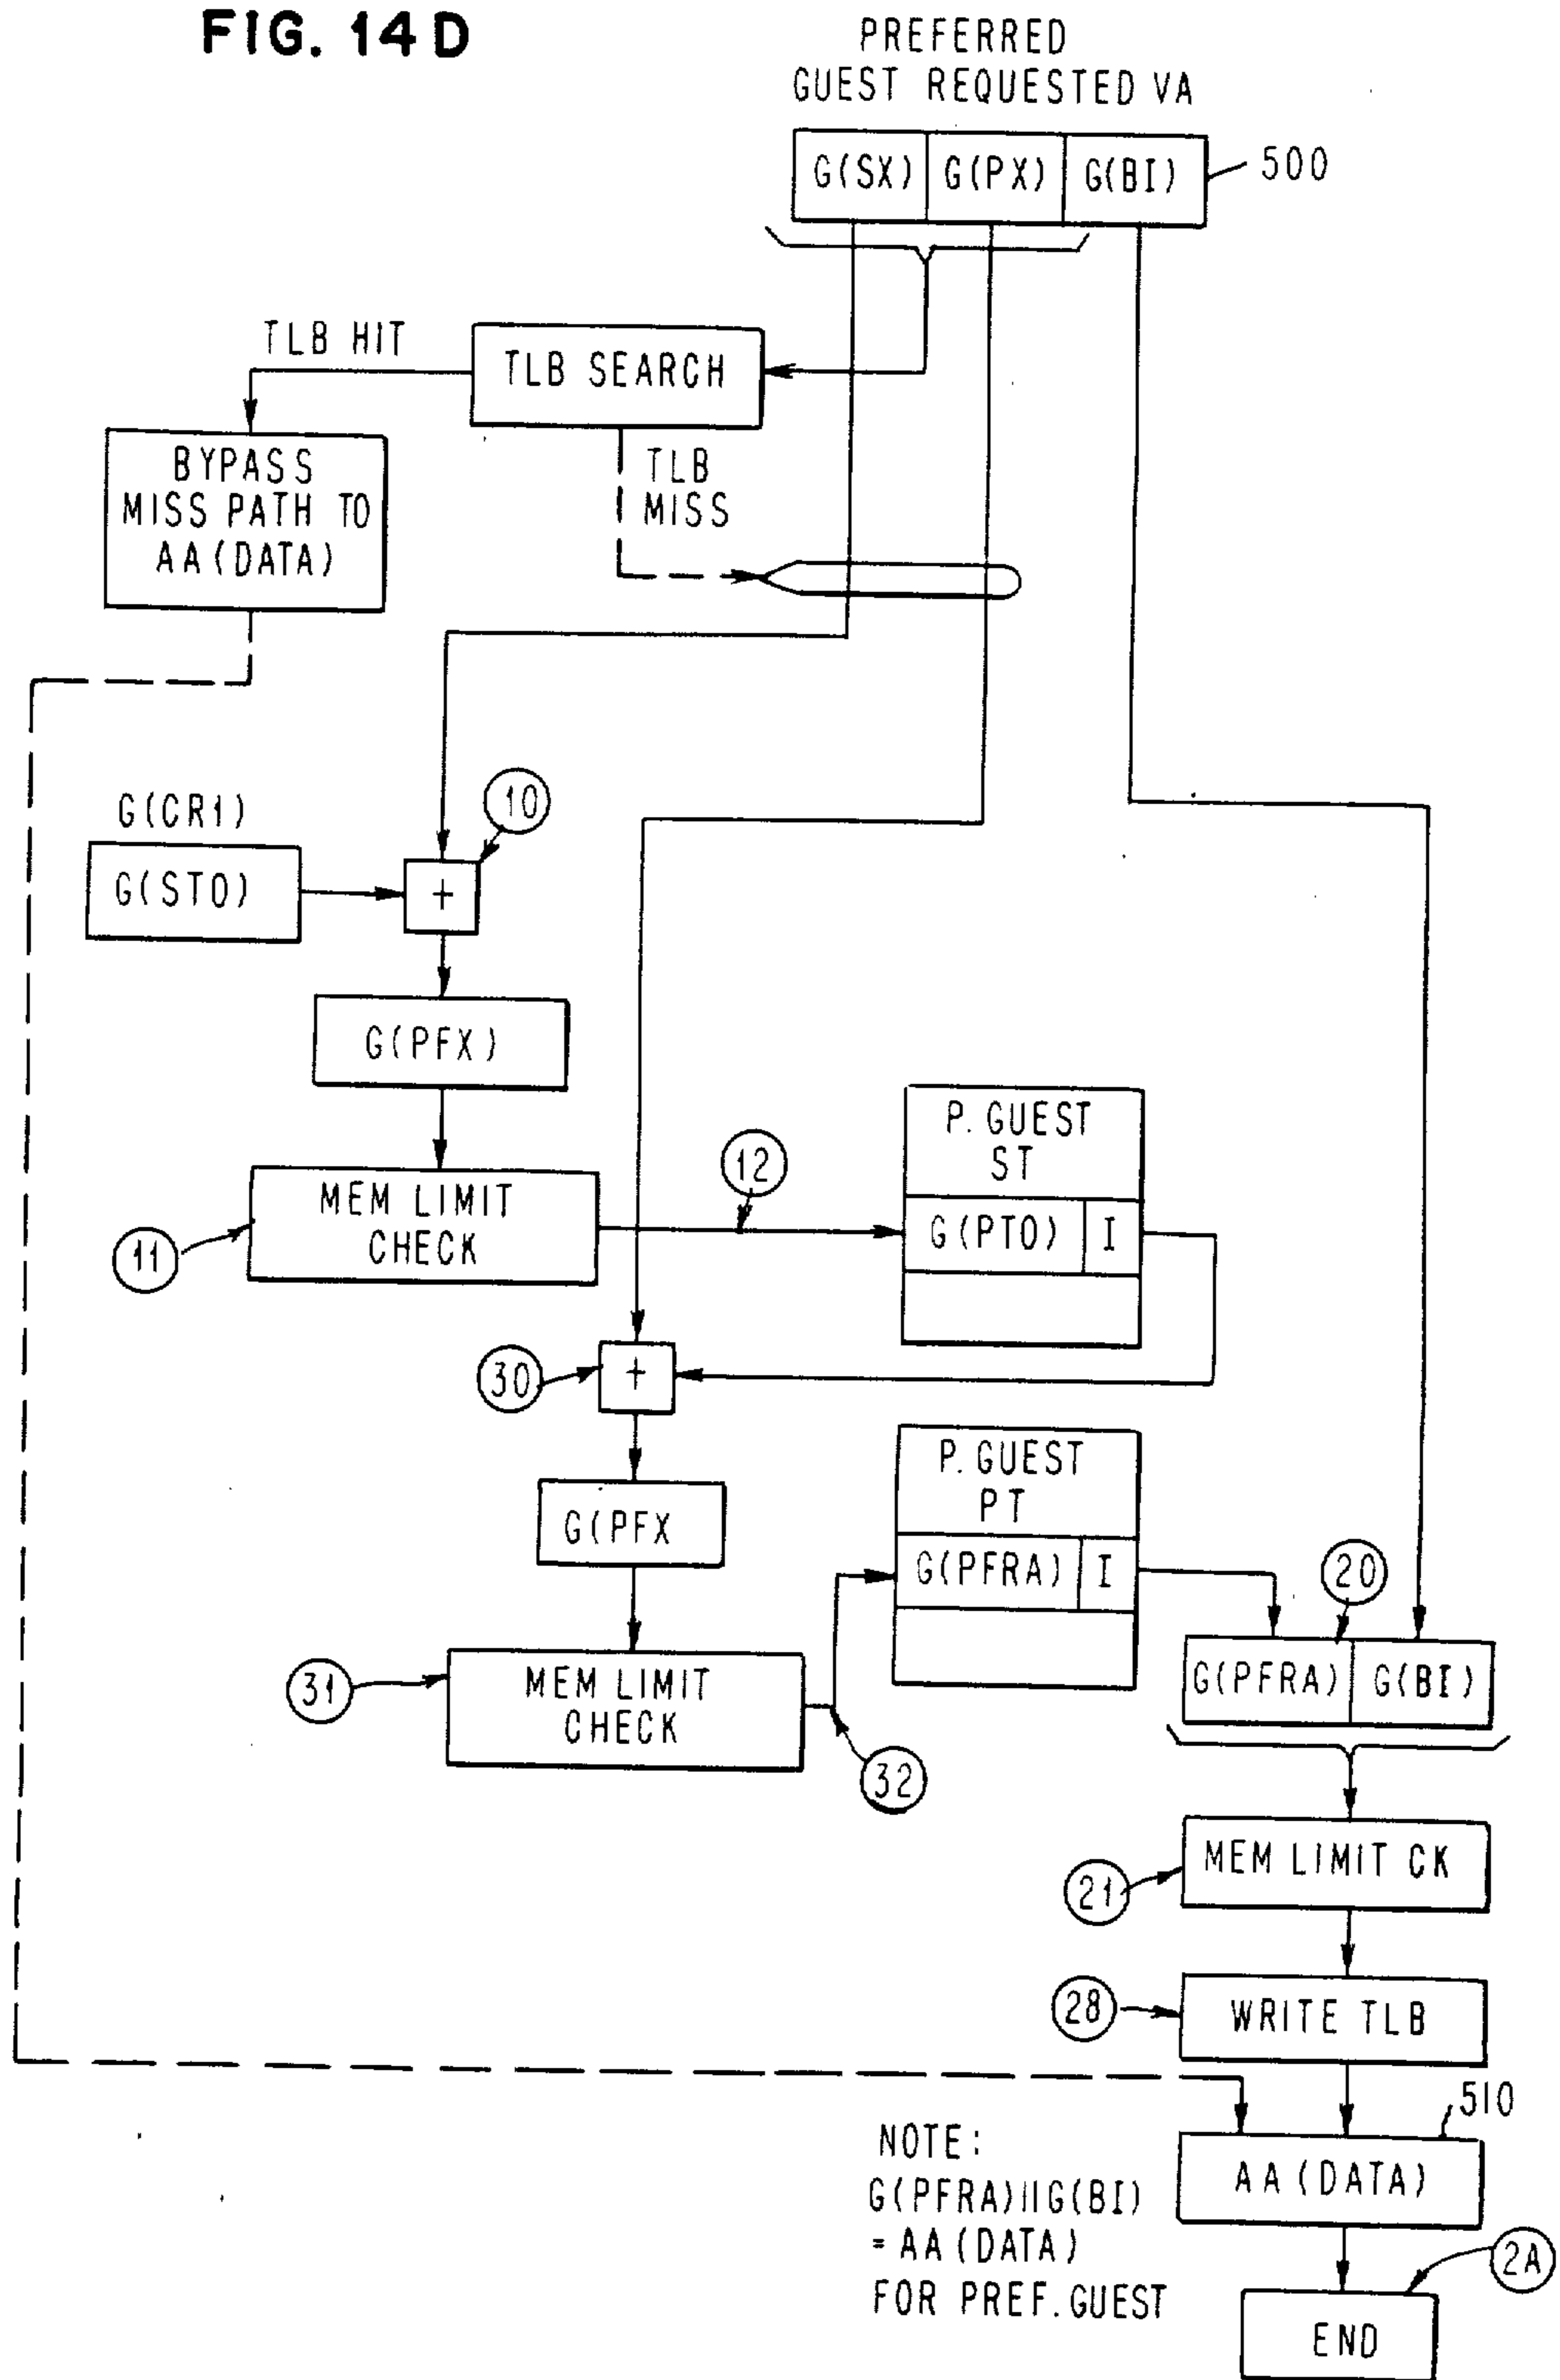 FIG. 14D
PREFERRED
GUEST REQUESTED VA
G(SX) G(PX) G(BI)
500
TLB HIT
TLB SEARCH
BYPASS
MISS PATH TO
AA(DATA)
TLB
MISS
10
G(CR1)
G(STO)
+
G(PFX)
P. GUEST
ST
12
MEM LIMIT
CHECK
G(PTO) I
11
30
+
P. GUEST
PT
G(PFX
G(PFRA) I
20
31
MEM LIMIT
CHECK
G(PFRA) G(BI)
32
MEM LIMIT CK
21
28
WRITE TLB
510
NOTE:
G(PFRA)||G(BI)
= AA(DATA)
FOR PREF. GUEST
AA(DATA)
2A
END